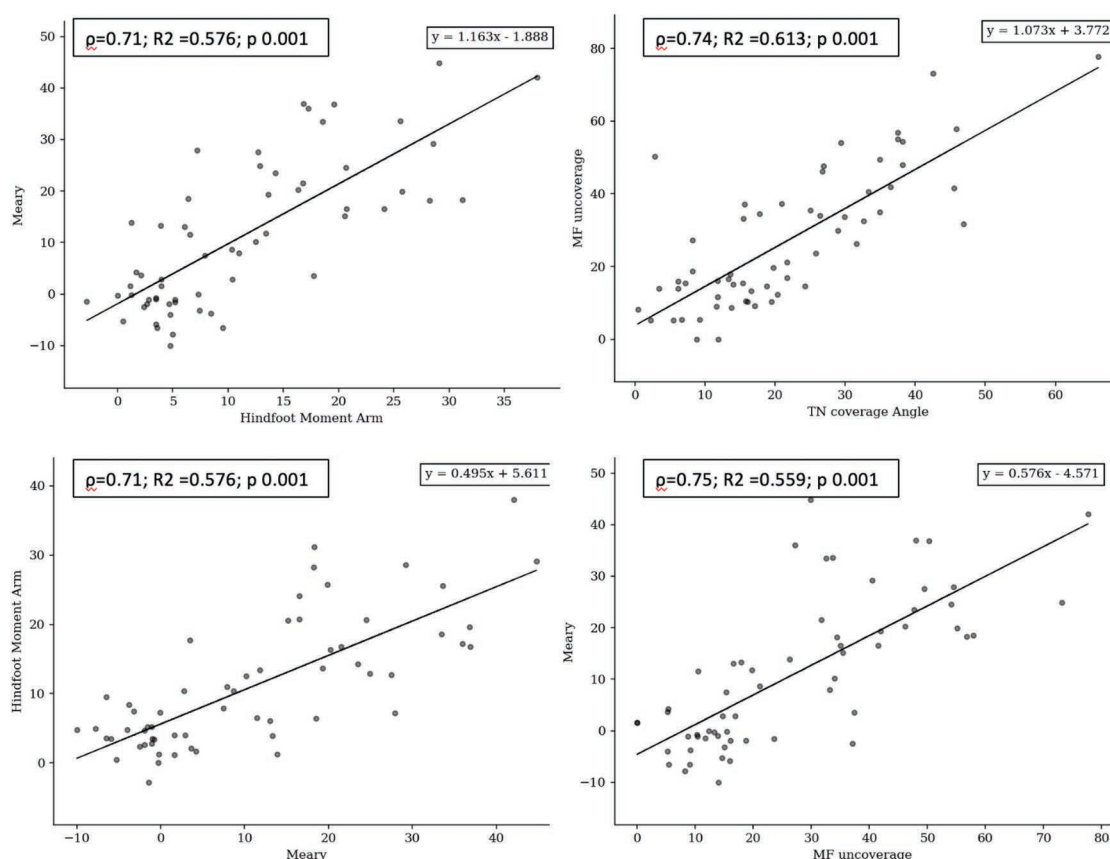 ρ=0.71; R2 =0.576; p 0.001
y = 1.163x - 1.888
50
40
30
20
10
0
−10
Meary
0 5 10 15 20 25 30 35
Hindfoot Moment Arm
ρ=0.74; R2 =0.613; p 0.001
y = 1.073x + 3.772
80
60
40
20
0
MF uncoverage
0 10 20 30 40 50 60
TN coverage Angle
ρ=0.71; R2 =0.576; p 0.001
y = 0.495x + 5.611
40
30
20
10
0
Hindfoot Moment Arm
−10 0 10 20 30 40
Meary
ρ=0.75; R2 =0.559; p 0.001
y = 0.576x - 4.571
50
40
30
20
10
0
−10
Meary
0 10 20 30 40 50 60 70 80
MF uncoverage